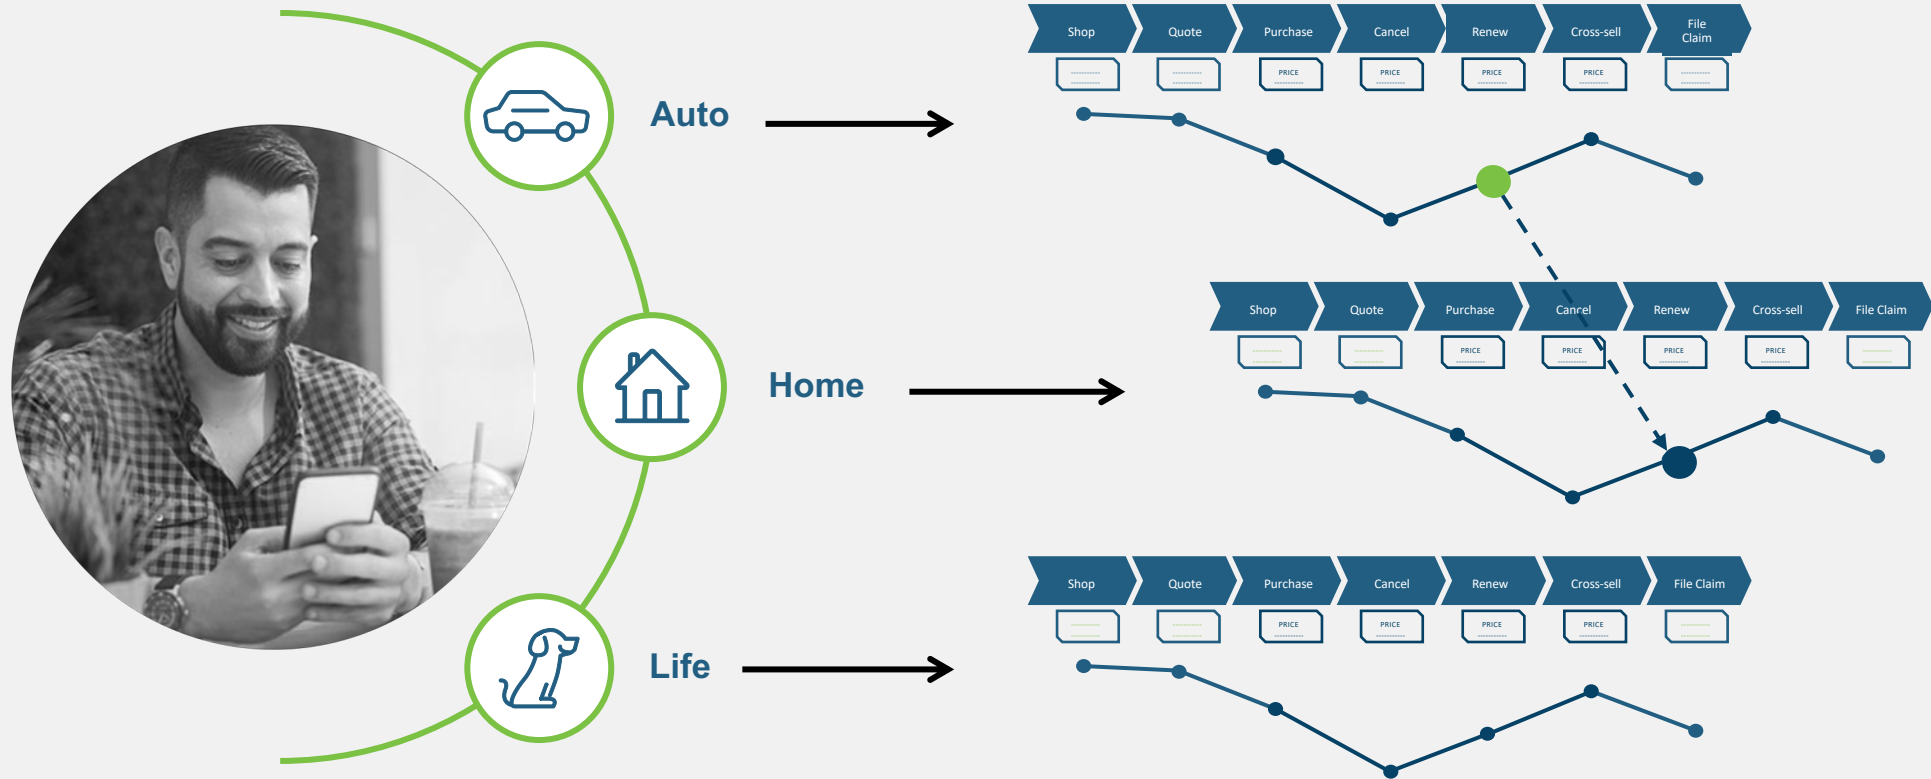 Auto
Shop
Quote
Purchase
Cancel
Renew
Cross-sell
File
Claim
PRICE
PRICE
PRICE
PRICE
Home
Shop
Quote
Purchase
Cancel
Renew
Cross-sell
File Claim
PRICE
PRICE
PRICE
PRICE
Life
Shop
Quote
Purchase
Cancel
Renew
Cross-sell
File Claim
PRICE
PRICE
PRICE
PRICE